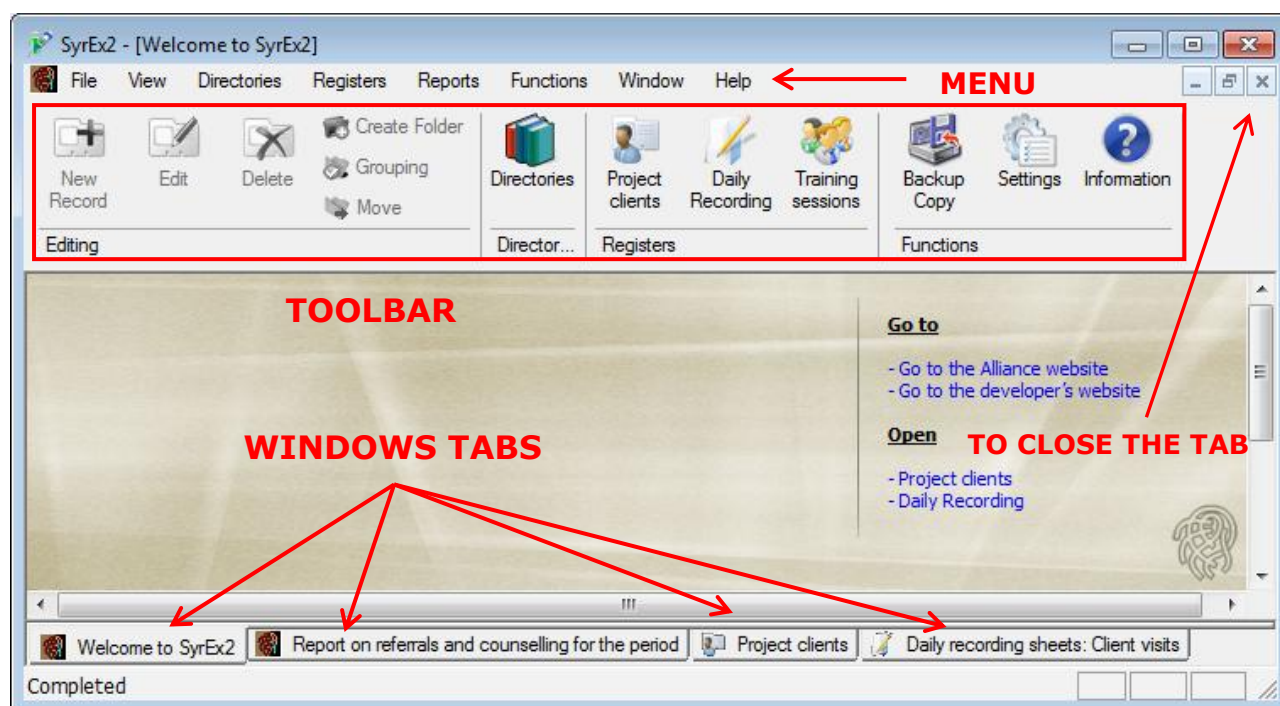 SyrEx2 - [Welcome to SyrEx2]
File View Directories Registers Reports Functions Window Help
MENU
New
Record
Edit
Delete
Create Folder
Grouping
Move
Editing
Directories
Director...
Project
clients
Daily
Recording
Training
sessions
Registers
Backup
Copy
Settings
Information
Functions
TOOLBAR
Go to
- Go to the Alliance website
- Go to the developer's website
Open
- Project clients
- Daily Recording
TO CLOSE THE TAB
WINDOWS TABS
Welcome to SyrEx2
Report on referrals and counselling for the period
Project clients
Daily recording sheets: Client visits
Completed